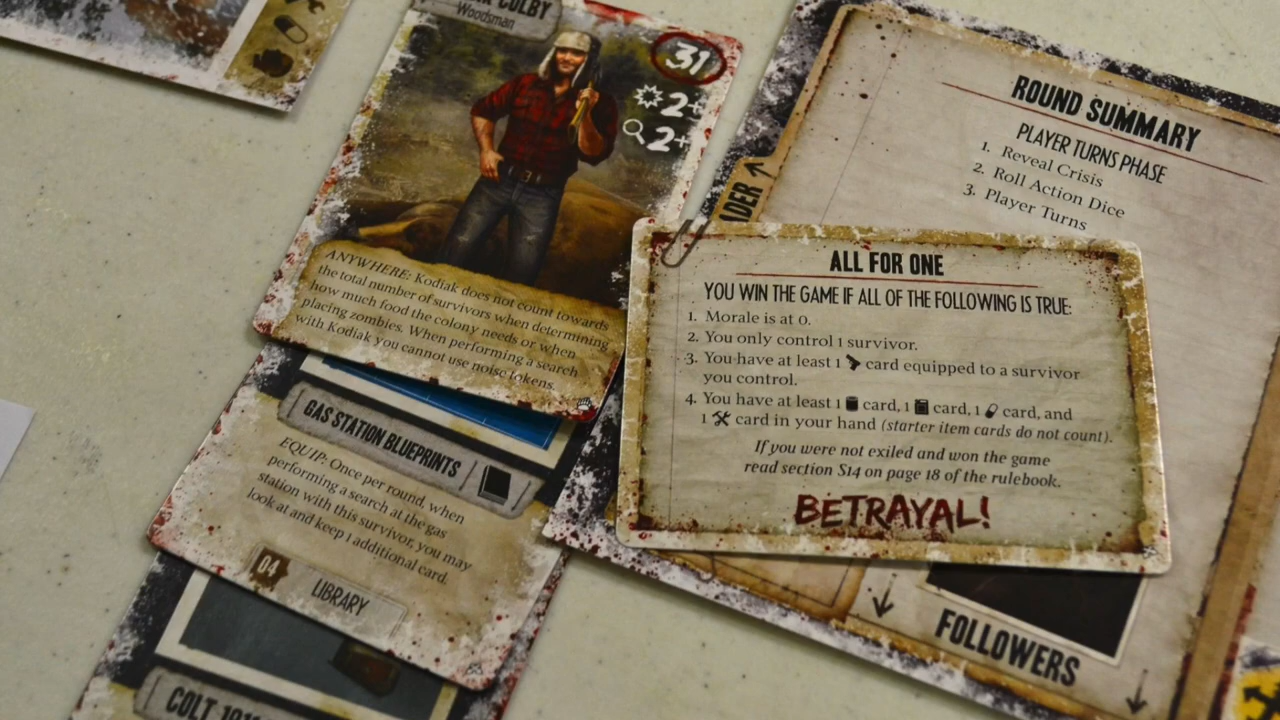 COLBY
Woodsman
31
2+
2+
ANYWHERE: Kodiak does not count towards
the total number of survivors when determining
how much food the colony needs or when
placing zombies. When performing a search
with Kodiak you cannot use noise tokens.
GAS STATION BLUEPRINTS
EQUIP: Once per round, when
performing a search at the gas
station with this survivor, you may
look at and keep 1 additional card.
04
LIBRARY
COLT
ROUND SUMMARY
PLAYER TURNS PHASE
1. Reveal Crisis
2. Roll Action Dice
3. Player Turns
ALL FOR ONE
YOU WIN THE GAME IF ALL OF THE FOLLOWING IS TRUE:
1. Morale is at 0.
2. You only control 1 survivor.
3. You have at least 1 card equipped to a survivor
you control.
4. You have at least 1 card, 1 card, 1 card, and
1 card in your hand (starter item cards do not count).
If you were not exiled and won the game
read section S14 on page 18 of the rulebook.
BETRAYAL!
FOLLOWERS